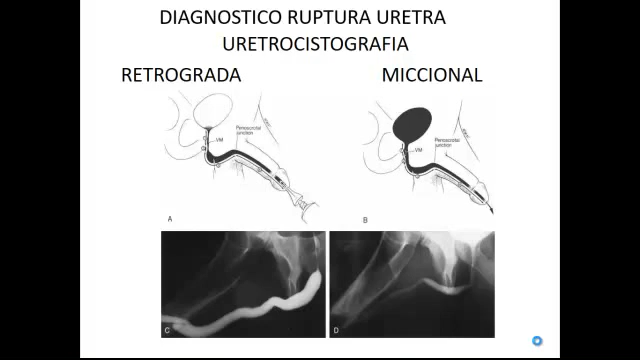 DIAGNOSTICO RUPTURA URETRA
URETROCISTOGRAFIA
RETROGRADA
MICCIONAL
Penoscrotal
junction
VM
A
Penoscrotal
junction
VM
B
C
D